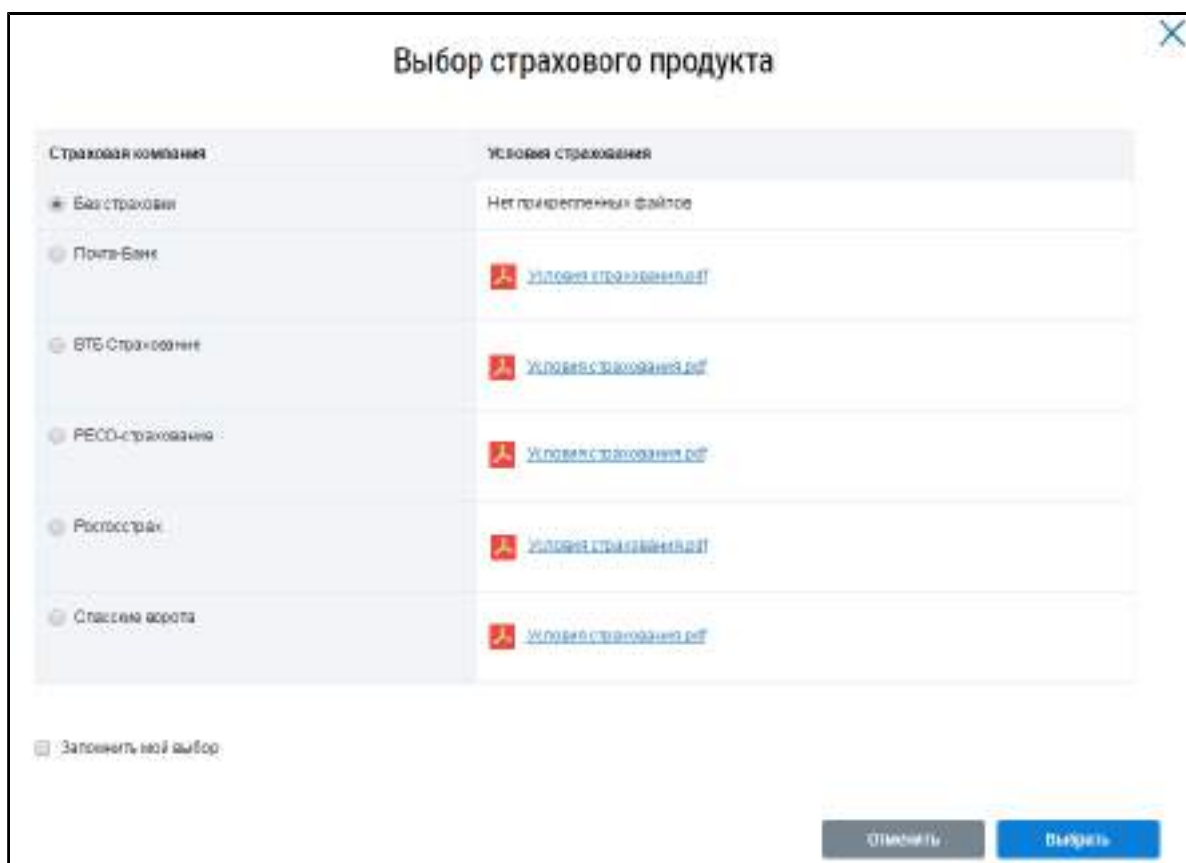 Выбор страхового продукта
Страховая компания Условия страхования
Без страховки Нет прикрепленных файлов
Почта-Банк
Условия страхования.pdf
ВТБ Страхование
Условия страхования.pdf
РЕСО-страхование
Условия страхования.pdf
Росгосстрах
Условия страхования.pdf
Спасские ворота
Условия страхования.pdf
Запомнить мой выбор
Отменить Выбрать